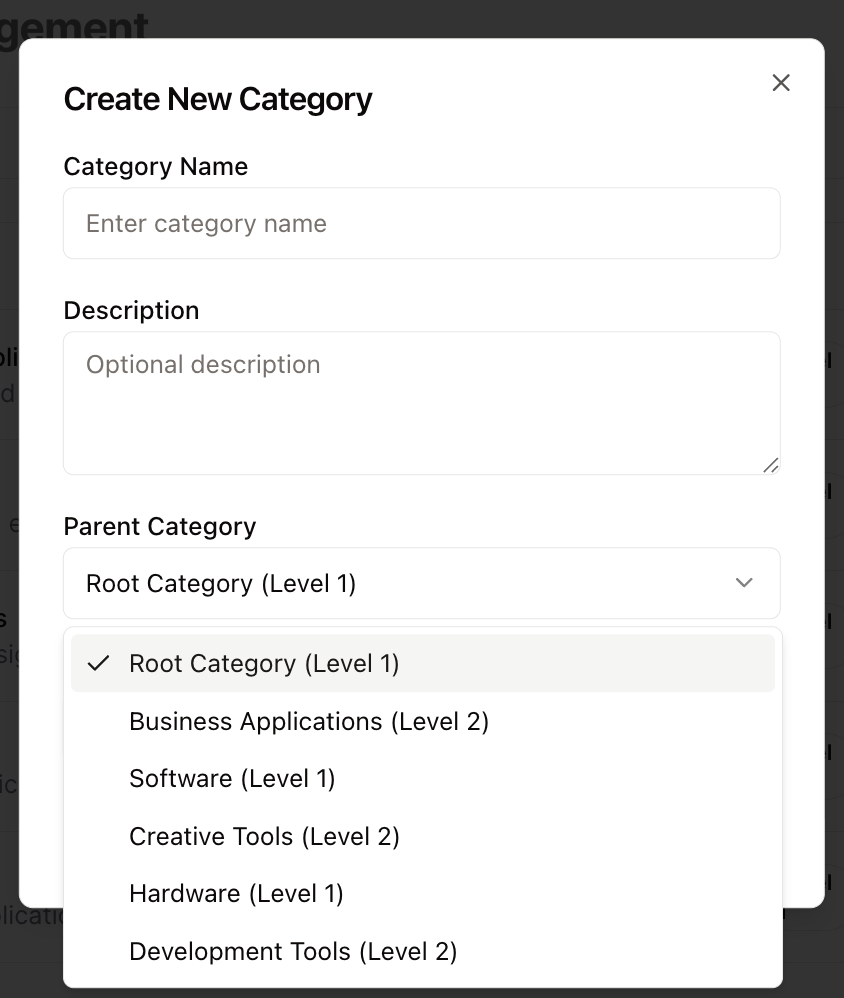 gement
Create New Category
Category Name
Enter category name
Description
Optional description
Parent Category
Root Category (Level 1)
Root Category (Level 1)
Business Applications (Level 2)
Software (Level 1)
Creative Tools (Level 2)
Hardware (Level 1)
Development Tools (Level 2)